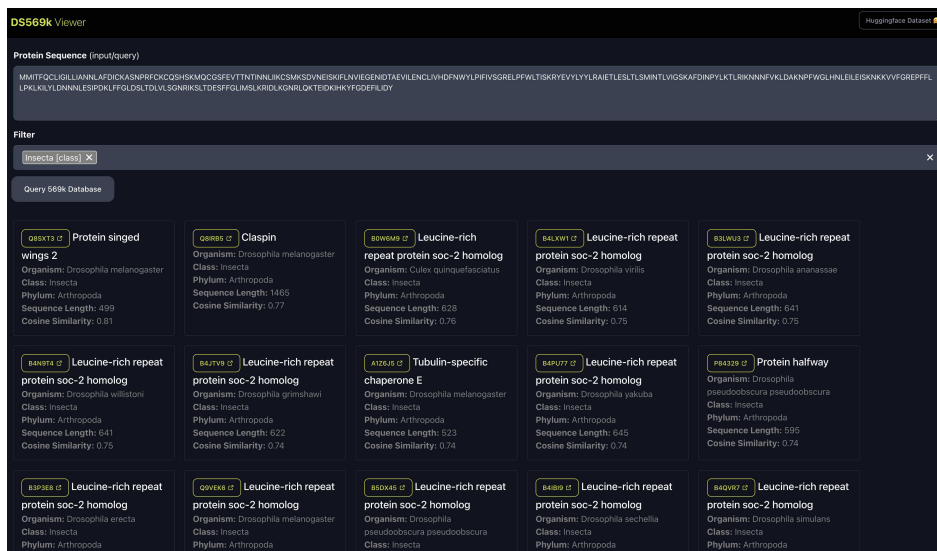 DS569k Viewer
Huggingface Dataset
Protein Sequence (input/query)
MMITFQCLIGILLIANNLAFDICKASNPRFCKCQSHSKMQCGSFEVTTNTINNLIIKCSMKSDVNEISKIFLNVIEGENIDTAEVILENCLIVHDFNWYLPIFIVSGRELPFWLTISKRYEVYLYYLRAIETLESLTLSMINTLVIGSKAFDINPYLKTLRIKNNNFVKLDAKNPFWGLHNLEILEISKNKKVVFGREPFFL
LPKLKILYLDNNNLESIPDKLFFGLDSLTDLVLSGNRIKSLTDESFFGLIMSLKRIDLKGNRLQKTEIDKIHKYFGDEFILIDY
Filter
Insecta [class] ✕
✕
Query 569k Database
Q8SXT3 Protein singed
wings 2
Organism: Drosophila melanogaster
Class: Insecta
Phylum: Arthropoda
Sequence Length: 499
Cosine Similarity: 0.81
Q8IRB5 Claspin
Organism: Drosophila melanogaster
Class: Insecta
Phylum: Arthropoda
Sequence Length: 1465
Cosine Similarity: 0.77
B0W6M9 Leucine-rich
repeat protein soc-2 homolog
Organism: Culex quinquefasciatus
Class: Insecta
Phylum: Arthropoda
Sequence Length: 628
Cosine Similarity: 0.76
B4LXW1 Leucine-rich repeat
protein soc-2 homolog
Organism: Drosophila virilis
Class: Insecta
Phylum: Arthropoda
Sequence Length: 614
Cosine Similarity: 0.75
B3LWU3 Leucine-rich repeat
protein soc-2 homolog
Organism: Drosophila ananassae
Class: Insecta
Phylum: Arthropoda
Sequence Length: 641
Cosine Similarity: 0.75
B4N9T4 Leucine-rich repeat
protein soc-2 homolog
Organism: Drosophila willistoni
Class: Insecta
Phylum: Arthropoda
Sequence Length: 641
Cosine Similarity: 0.75
B4JTV9 Leucine-rich repeat
protein soc-2 homolog
Organism: Drosophila grimshawi
Class: Insecta
Phylum: Arthropoda
Sequence Length: 622
Cosine Similarity: 0.74
A1Z6J5 Tubulin-specific
chaperone E
Organism: Drosophila melanogaster
Class: Insecta
Phylum: Arthropoda
Sequence Length: 523
Cosine Similarity: 0.74
B4PU77 Leucine-rich repeat
protein soc-2 homolog
Organism: Drosophila yakuba
Class: Insecta
Phylum: Arthropoda
Sequence Length: 645
Cosine Similarity: 0.74
P84329 Protein halfway
Organism: Drosophila
pseudoobscura pseudoobscura
Class: Insecta
Phylum: Arthropoda
Sequence Length: 595
Cosine Similarity: 0.74
B3P3E8 Leucine-rich repeat
protein soc-2 homolog
Organism: Drosophila erecta
Class: Insecta
Phylum: Arthropoda
Q9VEK6 Leucine-rich repeat
protein soc-2 homolog
Organism: Drosophila melanogaster
Class: Insecta
Phylum: Arthropoda
B5DX45 Leucine-rich repeat
protein soc-2 homolog
Organism: Drosophila
pseudoobscura pseudoobscura
Class: Insecta
B4IBI9 Leucine-rich repeat
protein soc-2 homolog
Organism: Drosophila sechellia
Class: Insecta
Phylum: Arthropoda
B4QVR7 Leucine-rich repeat
protein soc-2 homolog
Organism: Drosophila simulans
Class: Insecta
Phylum: Arthropoda